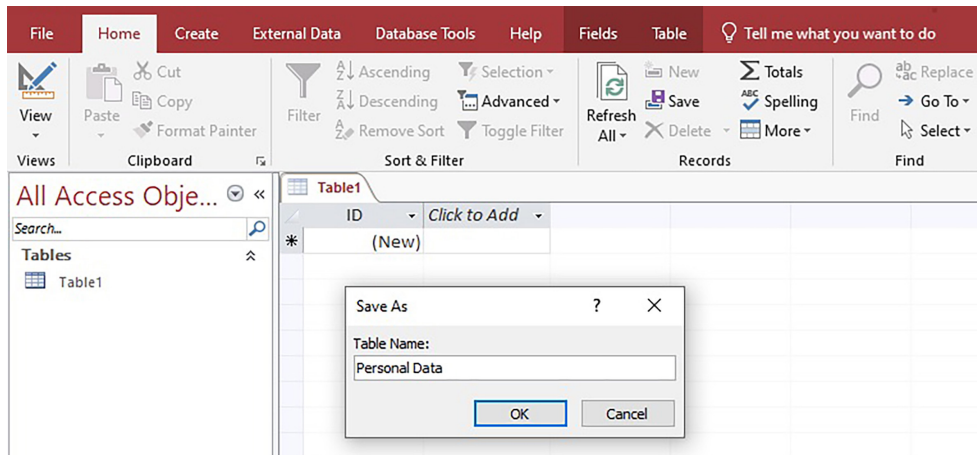 File Home Create External Data Database Tools Help Fields Table Tell me what you want to do
View
Views
Paste
Cut
Copy
Format Painter
Clipboard
Filter
Ascending
Descending
Remove Sort
Selection
Advanced
Toggle Filter
Sort & Filter
Refresh
All
New
Save
Delete
Totals
Spelling
More
Records
Find
Replace
Go To
Select
Find
All Access Obje... «
Search...
Tables
Table1
Table1
ID Click to Add
(New)
Save As ?
Table Name:
Personal Data
OK Cancel